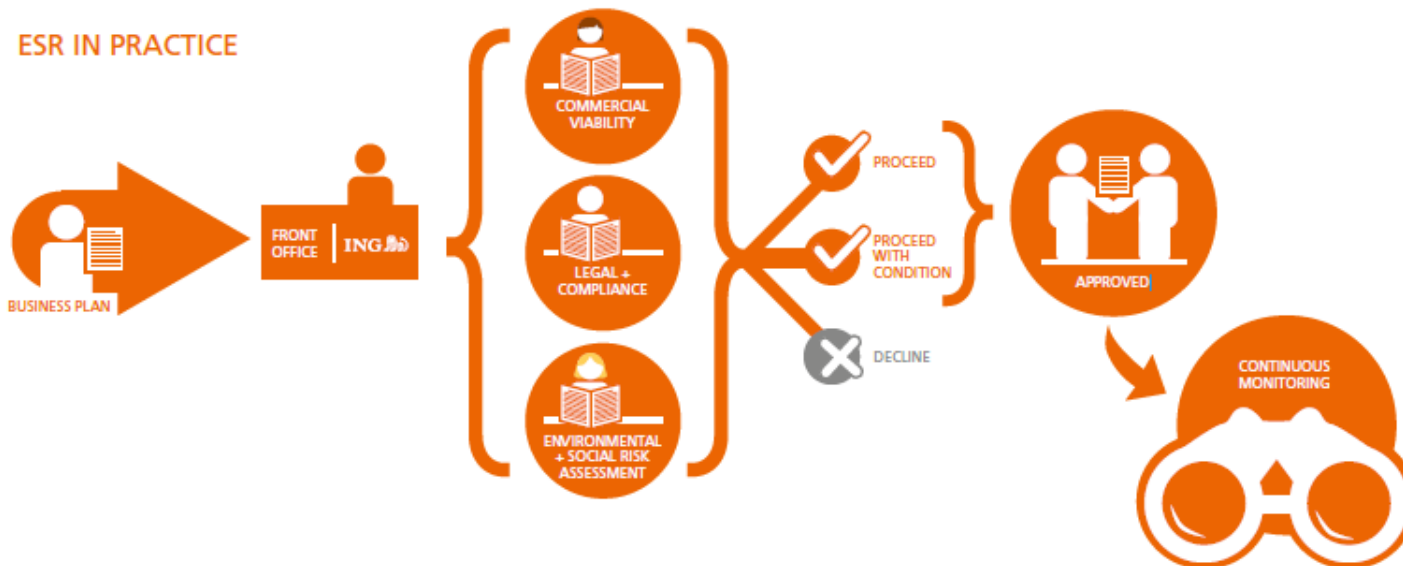 ESR IN PRACTICE
BUSINESS PLAN
FRONT
OFFICE
ING
COMMERCIAL
VIABILITY
LEGAL +
COMPLIANCE
ENVIRONMENTAL
+ SOCIAL RISK
ASSESSMENT
PROCEED
PROCEED
WITH
CONDITION
DECLINE
APPROVED
CONTINUOUS
MONITORING